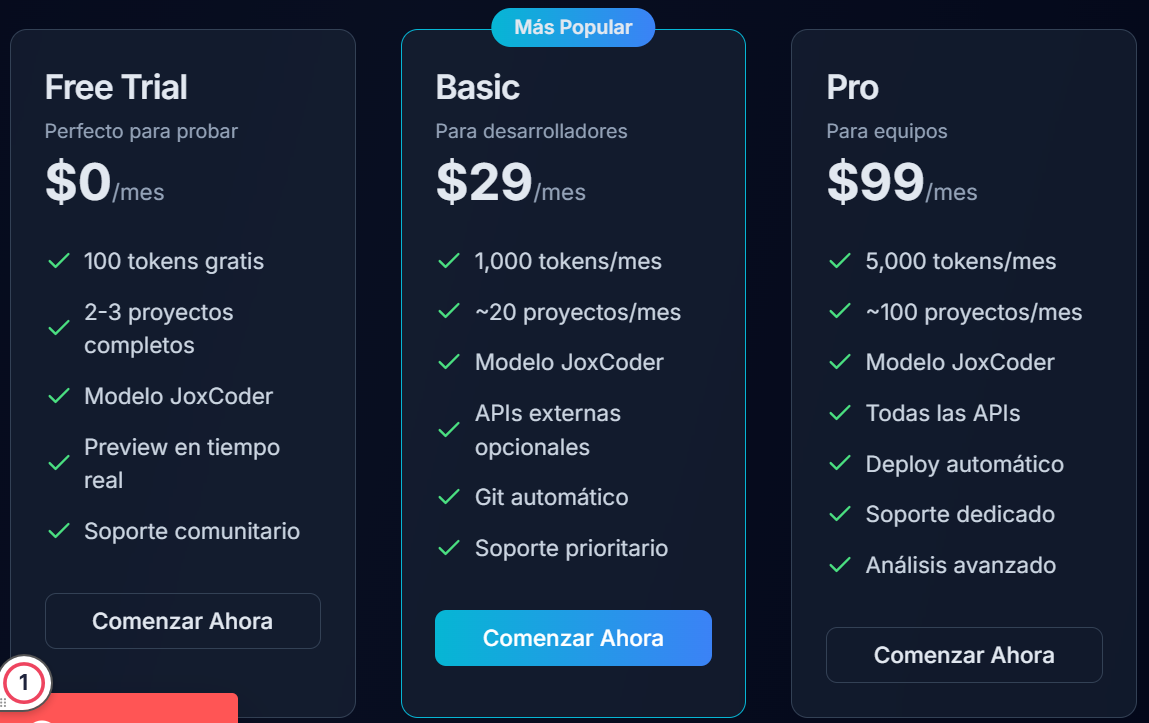 Más Popular
Free Trial
Perfecto para probar
$0/mes
100 tokens gratis
2-3 proyectos
completos
Modelo JoxCoder
Preview en tiempo
real
Soporte comunitario
Comenzar Ahora
Basic
Para desarrolladores
$29/mes
1,000 tokens/mes
~20 proyectos/mes
Modelo JoxCoder
APIs externas
opcionales
Git automático
Soporte prioritario
Comenzar Ahora
Pro
Para equipos
$99/mes
5,000 tokens/mes
~100 proyectos/mes
Modelo JoxCoder
Todas las APIs
Deploy automático
Soporte dedicado
Análisis avanzado
Comenzar Ahora
1